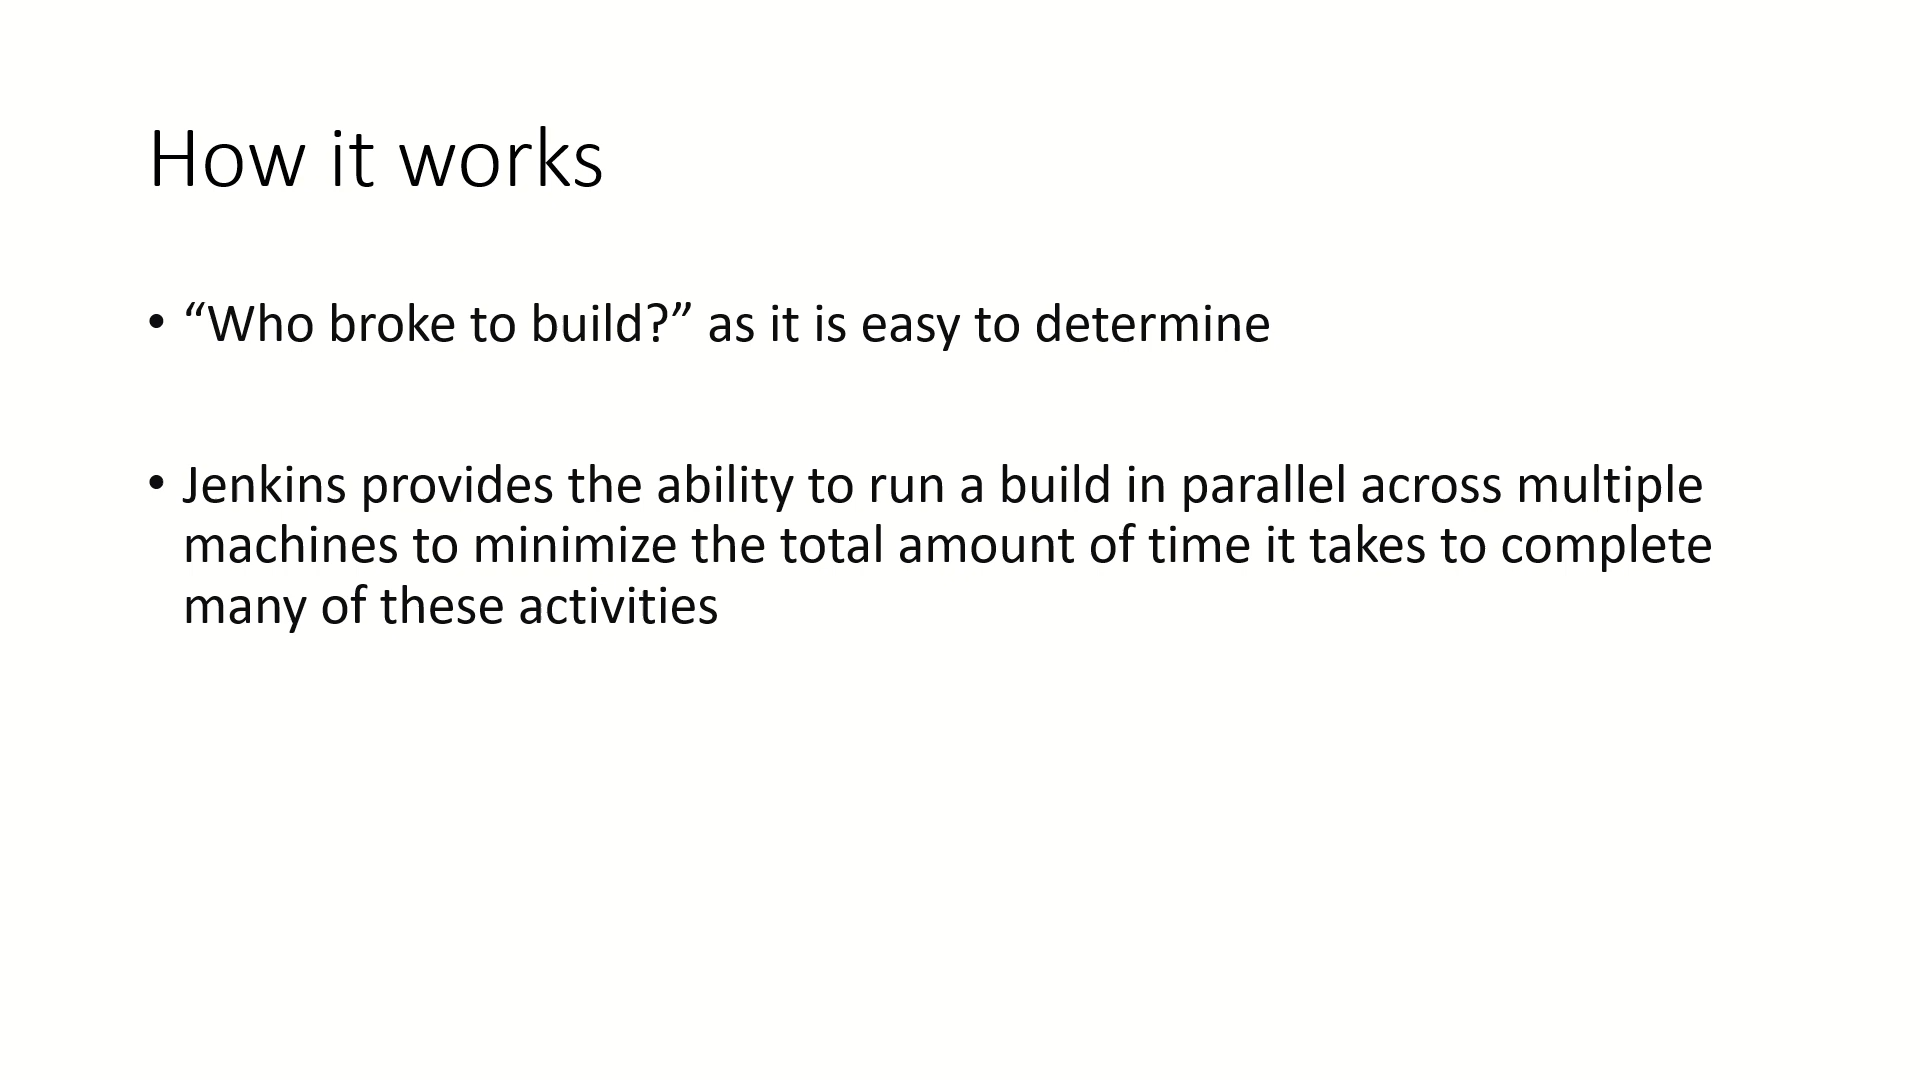 How it works
• “Who broke to build?” as it is easy to determine
• Jenkins provides the ability to run a build in parallel across multiple
machines to minimize the total amount of time it takes to complete
many of these activities